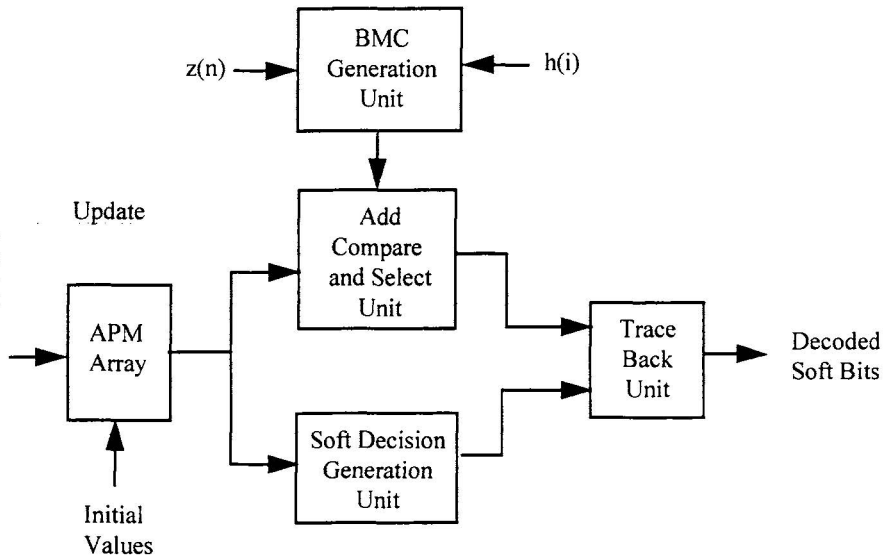 BMC
Generation
Unit
z(n)
h(i)
Update
Add
Compare
and Select
Unit
APM
Array
Trace
Back
Unit
Decoded
Soft Bits
Soft Decision
Generation
Unit
Initial
Values